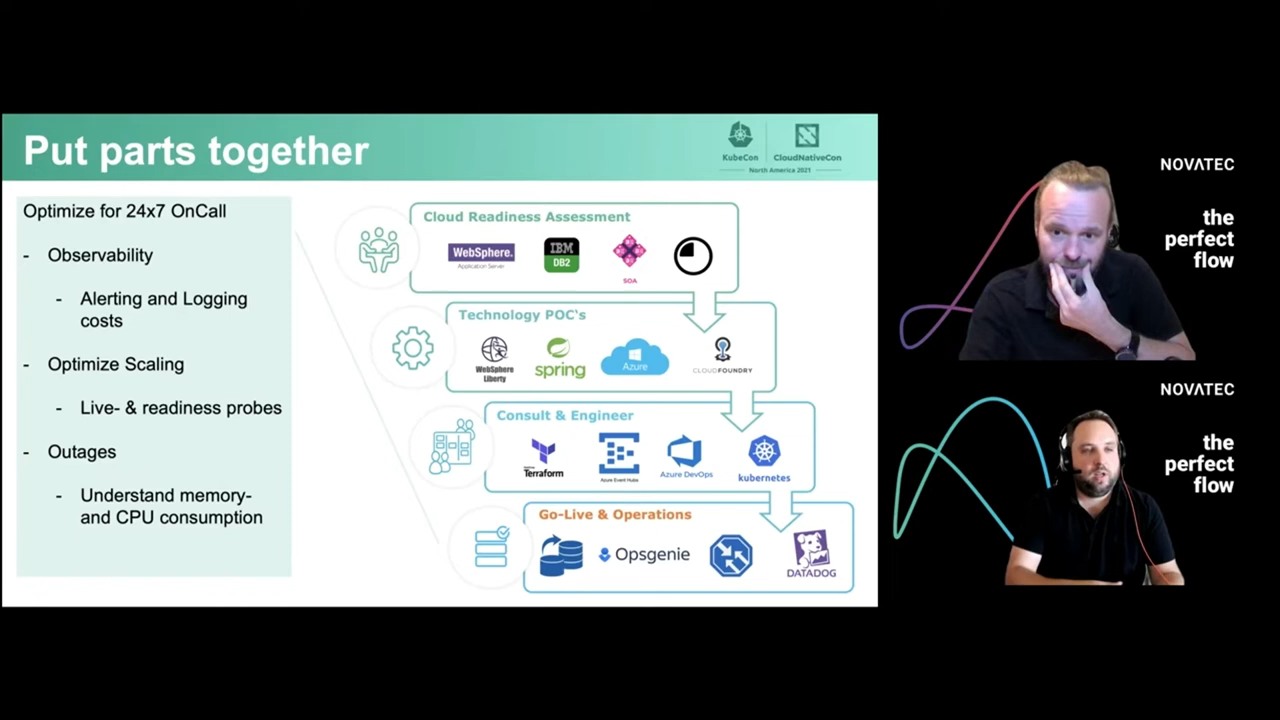 Put parts together
KubeCon
CloudNativeCon
North America 2021
Optimize for 24x7 OnCall
- Observability
- Alerting and Logging
costs
- Optimize Scaling
- Live- & readiness probes
- Outages
- Understand memory-
and CPU consumption
Cloud Readiness Assessment
WebSphere.
Application Server
IBM
DB2
SOA
Technology POC's
WebSphere
Liberty
spring
Azure
CLOUDFOUNDRY
Consult & Engineer
Terraform
Azure Event Hubs
Azure DevOps
kubernetes
Go-Live & Operations
Opsgenie
DATADOG
NOVATEC
the
perfect
flow
NOVATEC
the
perfect
flow